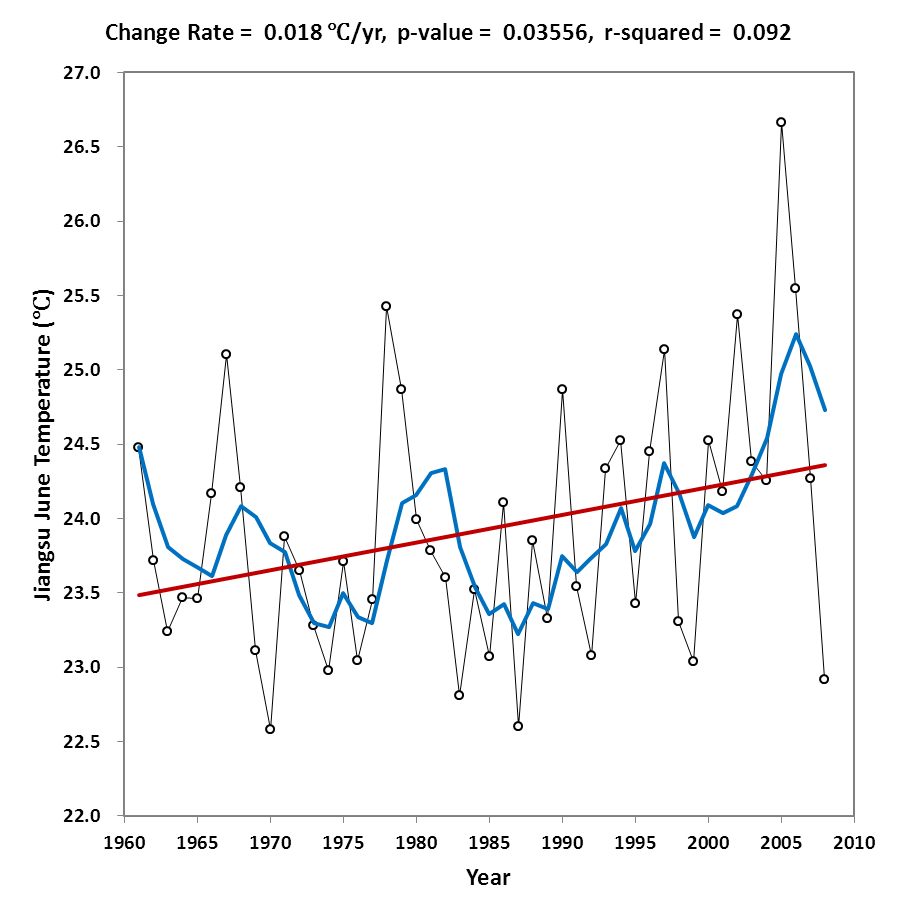 Change Rate = 0.018 ℃/yr, p-value = 0.03556, r-squared = 0.092
27.0
26.5
26.0
25.5
25.0
24.5
24.0
23.5
23.0
22.5
22.0
Jiangsu June Temperature (℃)
1960 1965 1970 1975 1980 1985 1990 1995 2000 2005 2010
Year